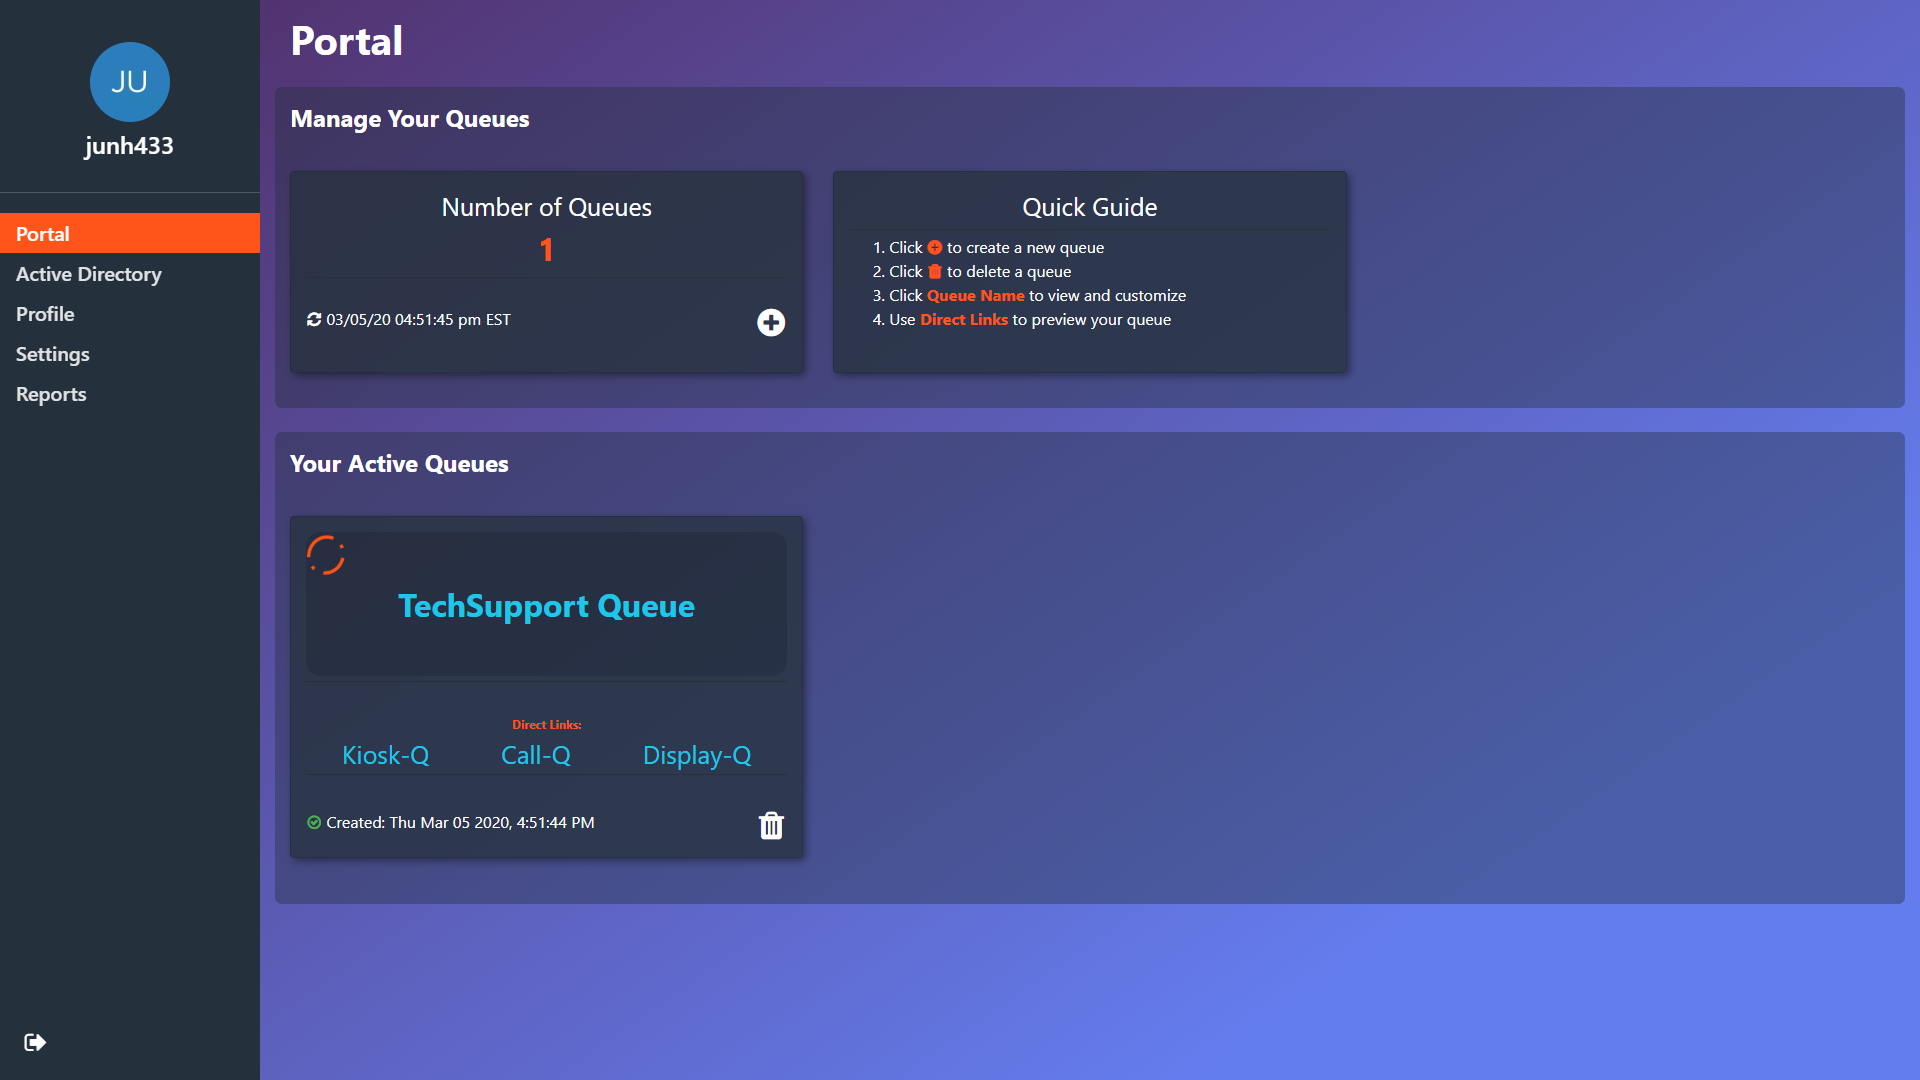 JU
junh433
Portal
Active Directory
Profile
Settings
Reports
Portal
Manage Your Queues
Number of Queues
1
03/05/20 04:51:45 pm EST
Quick Guide
1. Click to create a new queue
2. Click to delete a queue
3. Click Queue Name to view and customize
4. Use Direct Links to preview your queue
Your Active Queues
TechSupport Queue
Direct Links:
Kiosk-Q Call-Q Display-Q
Created: Thu Mar 05 2020, 4:51:44 PM